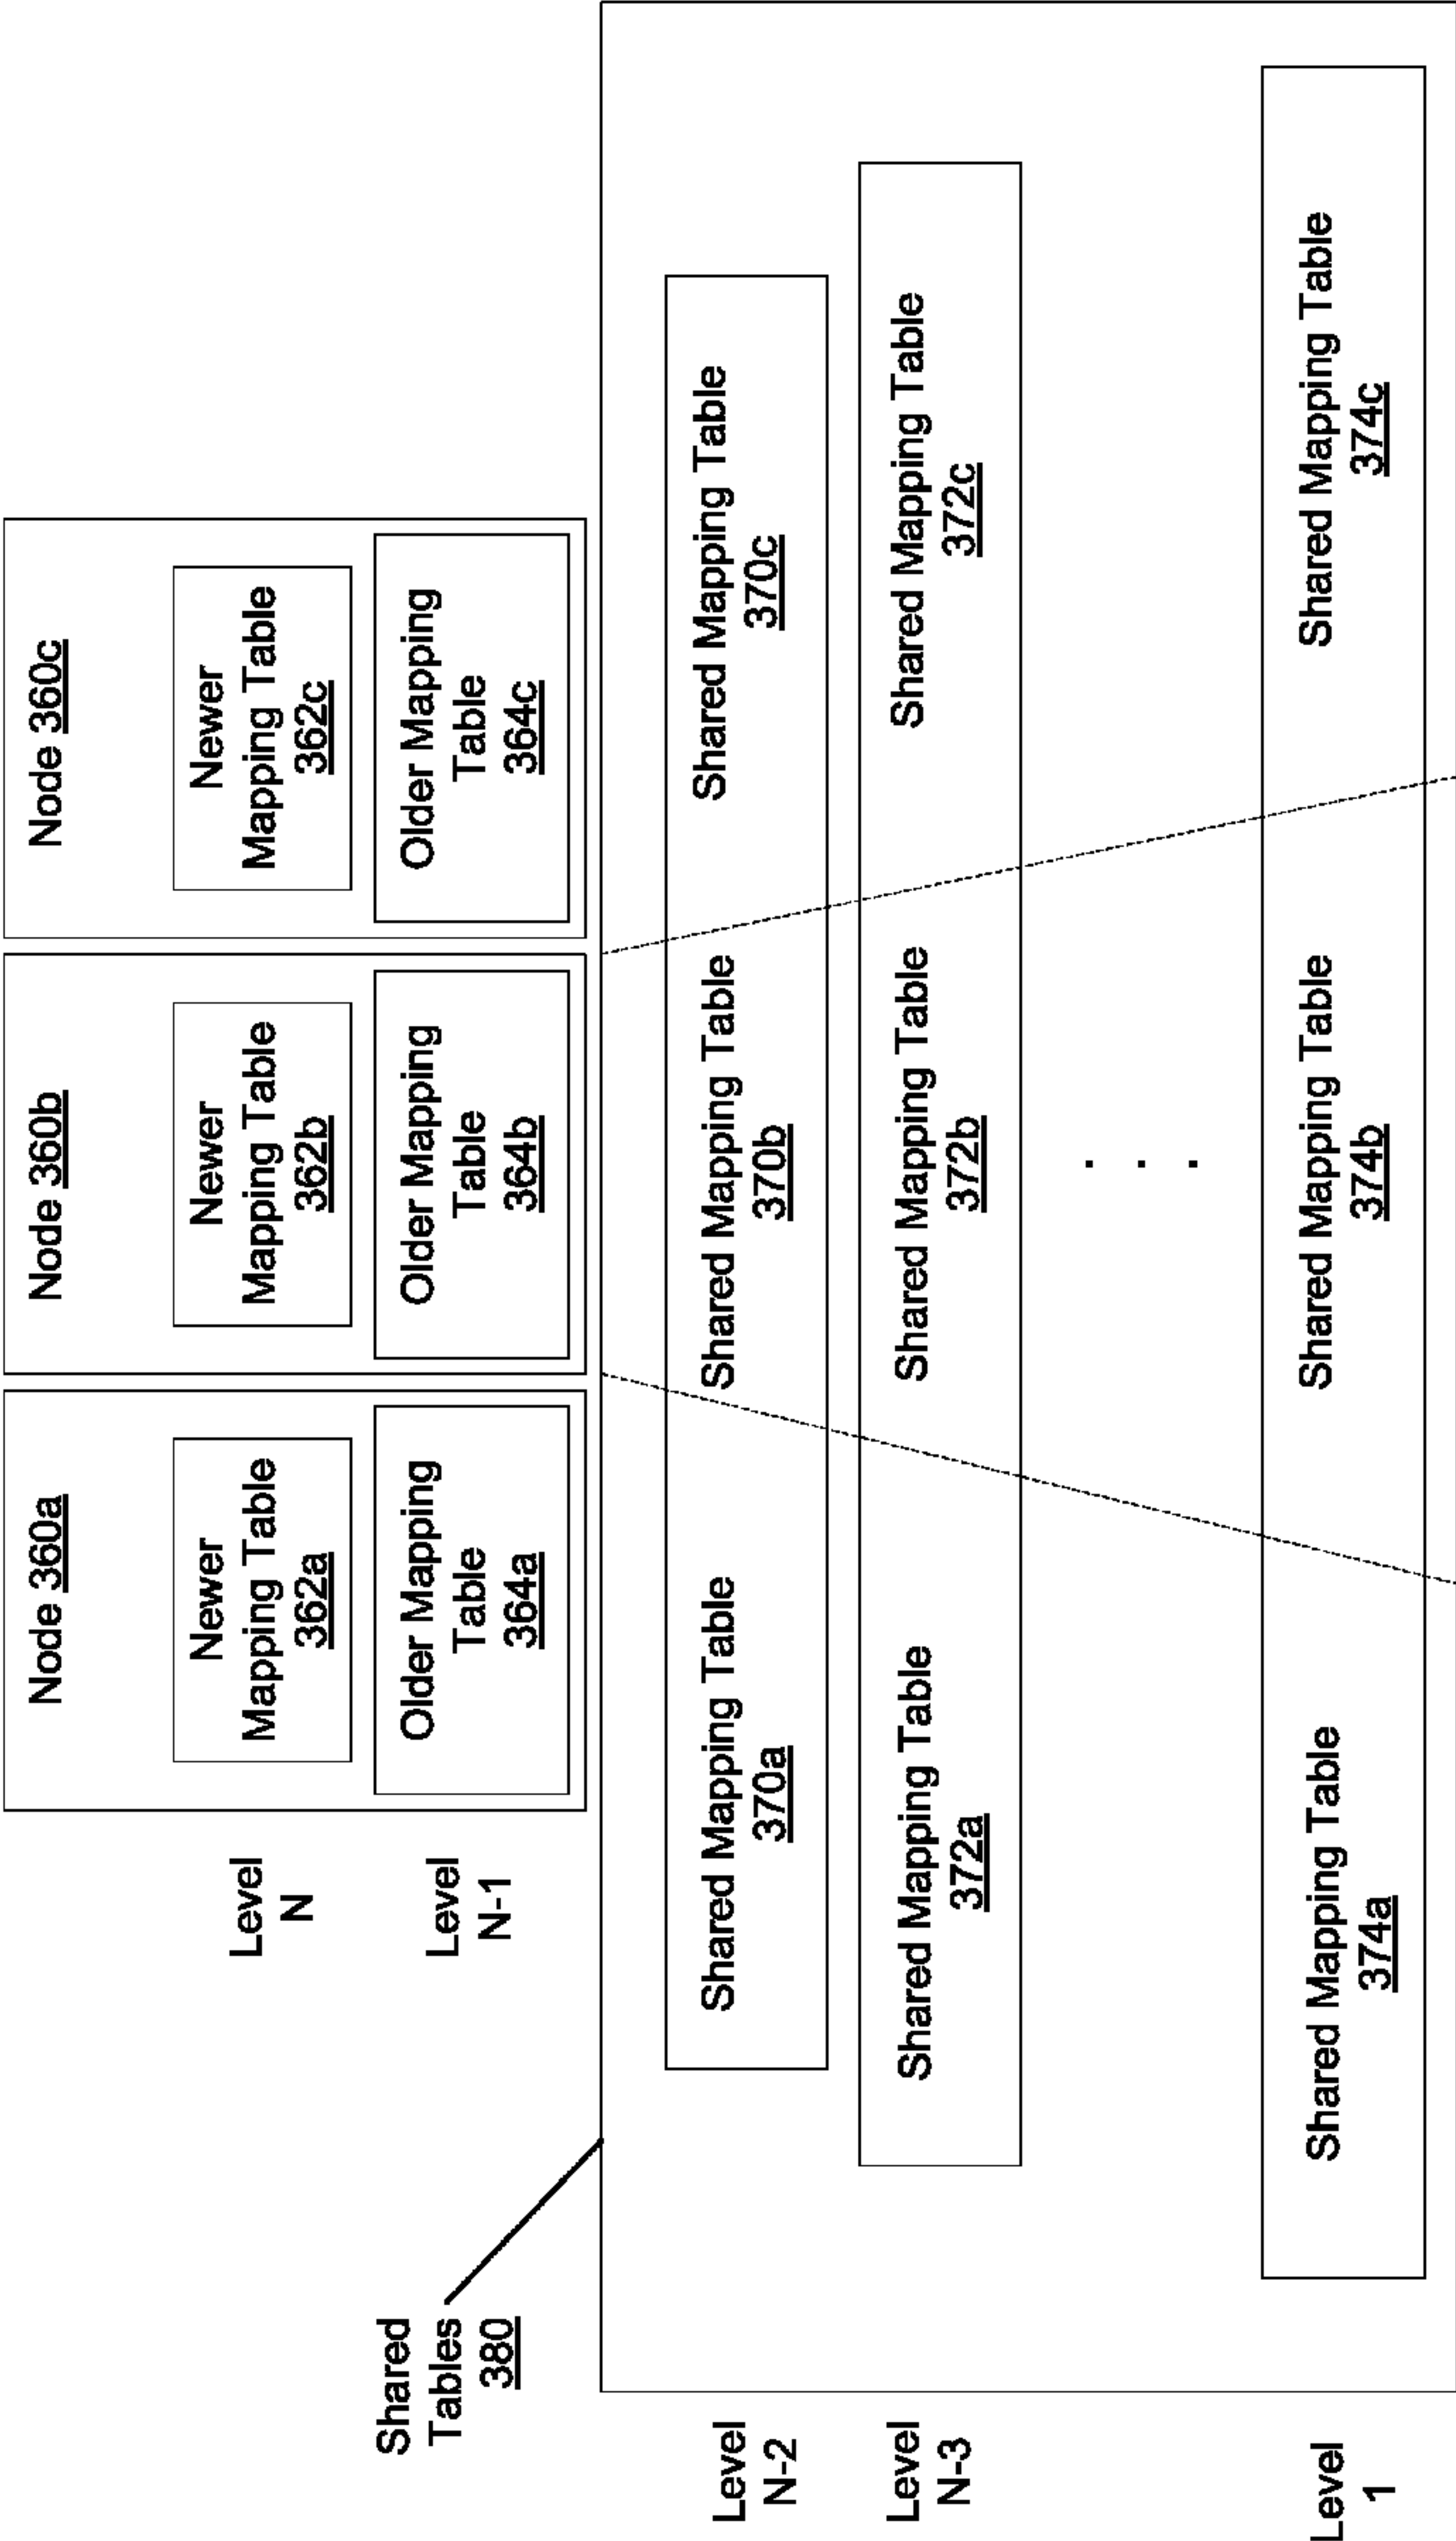 Node 360a
Node 360b
Node 360c
Level
N
Newer
Mapping Table
362a
Newer
Mapping Table
362b
Newer
Mapping Table
362c
Level
N-1
Older Mapping
Table
364a
Older Mapping
Table
364b
Older Mapping
Table
364c
Shared
Tables
380
Level
N-2
Shared Mapping Table
370a
Shared Mapping Table
370b
Shared Mapping Table
370c
Level
N-3
Shared Mapping Table
372a
Shared Mapping Table
372b
Shared Mapping Table
372c
. . .
Level
1
Shared Mapping Table
374a
Shared Mapping Table
374b
Shared Mapping Table
374c